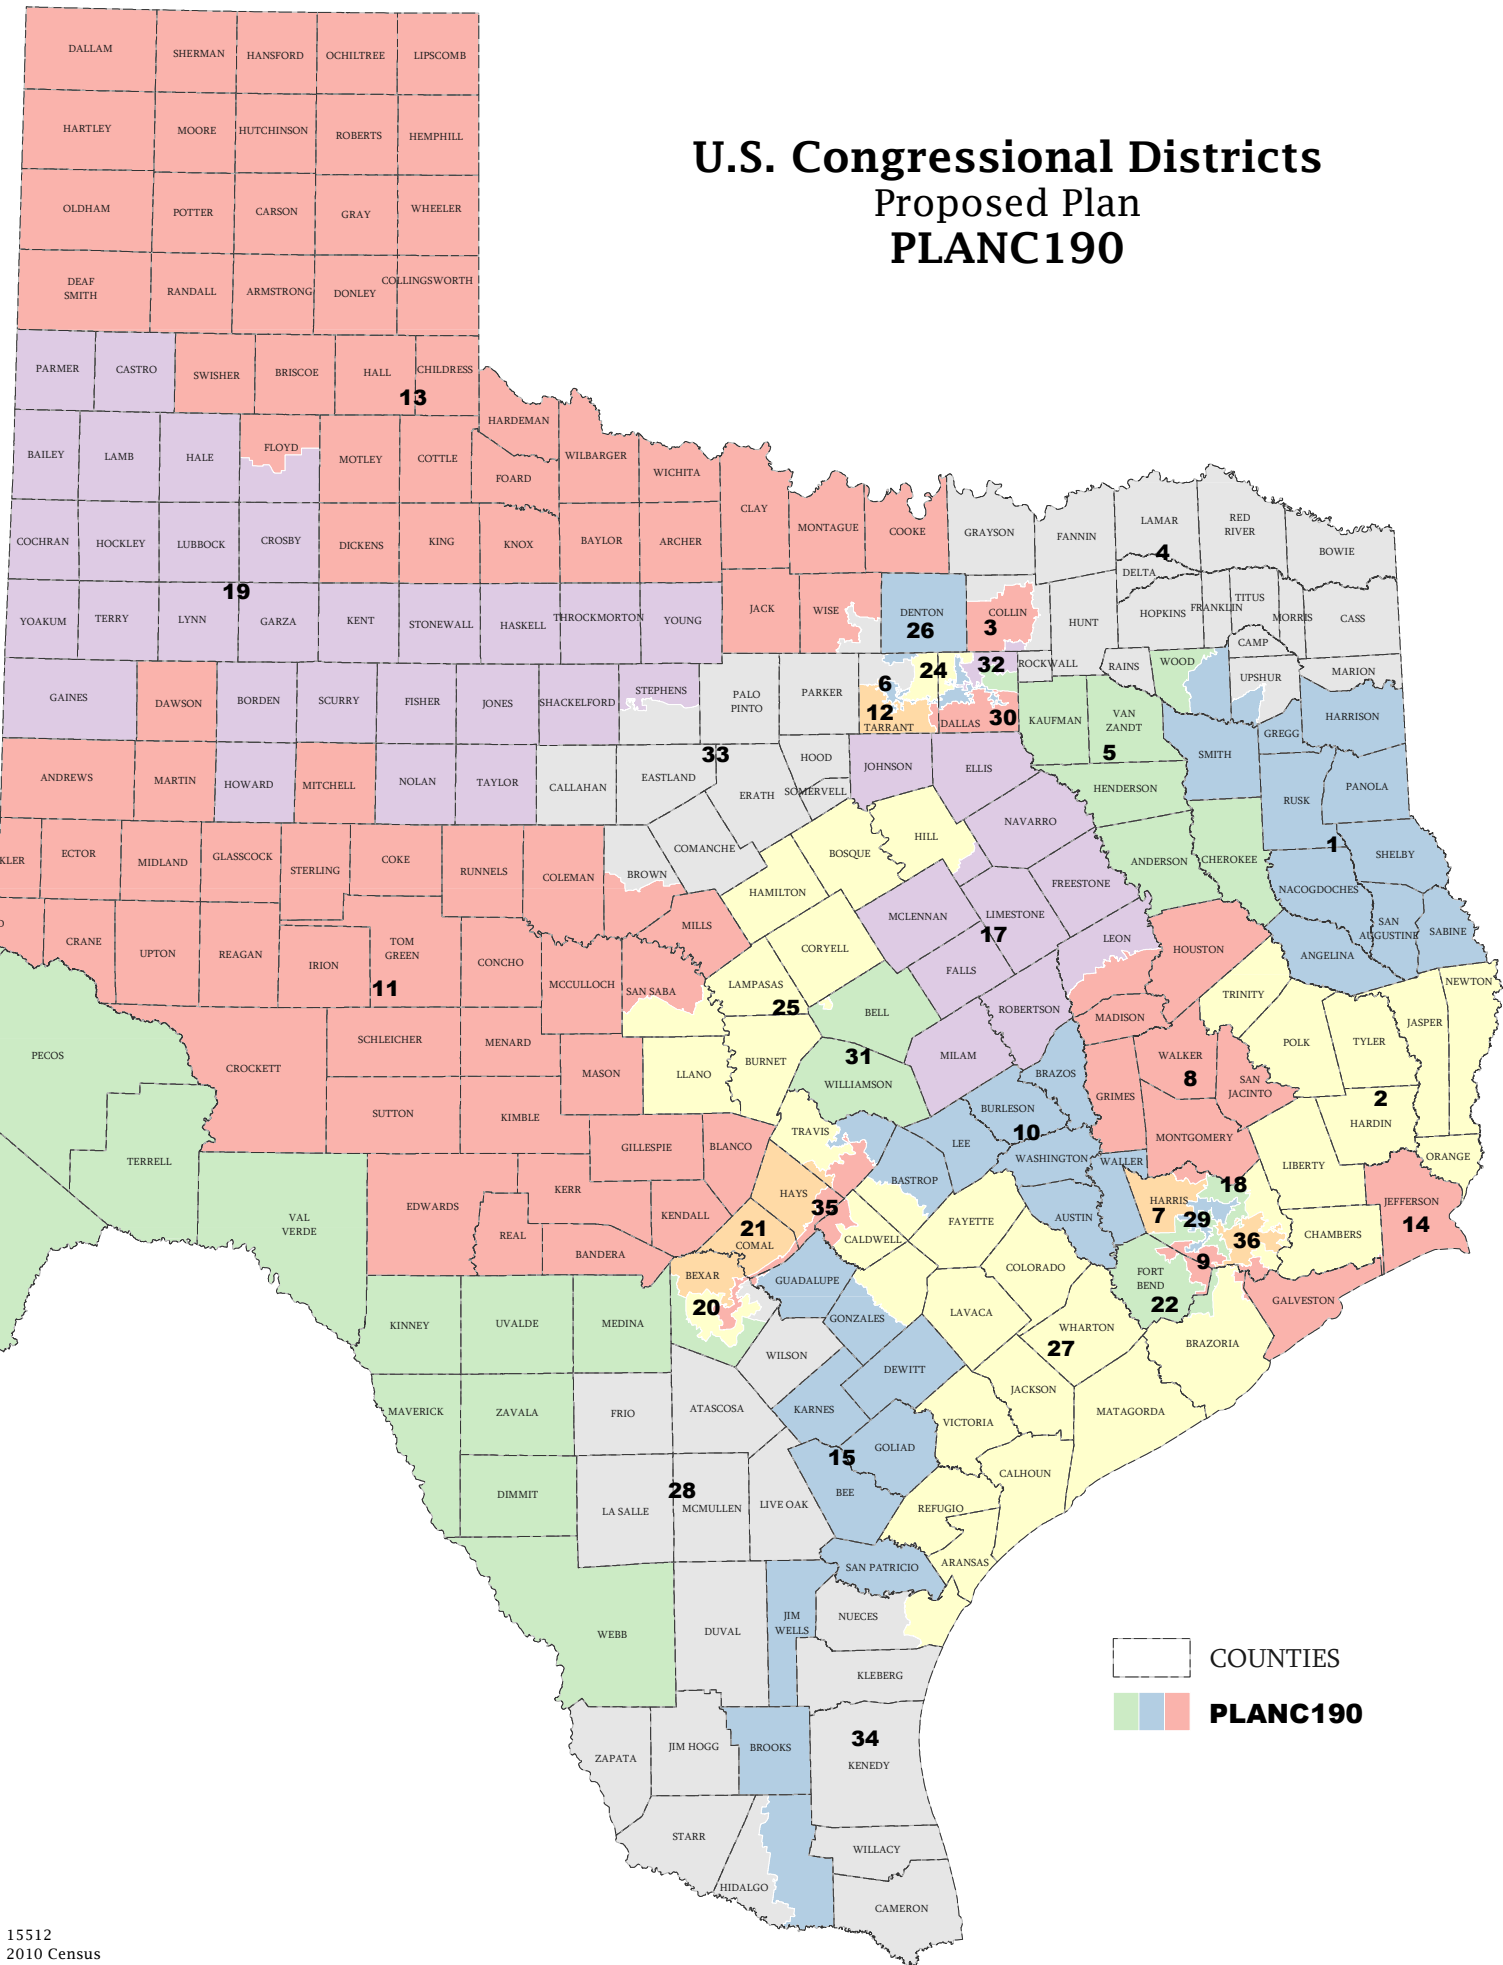 U.S. Congressional Districts
Proposed Plan
PLANC190
DALLAM
SHERMAN
HANSFORD
OCHILTREE
LIPSCOMB
HARTLEY
MOORE
HUTCHINSON
ROBERTS
HEMPHILL
OLDHAM
POTTER
CARSON
GRAY
WHEELER
DEAF
SMITH
RANDALL
ARMSTRONG
DONLEY
COLLINGSWORTH
PARMER
CASTRO
SWISHER
BRISCOE
HALL
CHILDRESS
13
HARDEMAN
BAILEY
LAMB
HALE
FLOYD
MOTLEY
COTTLE
FOARD
WILBARGER
WICHITA
CLAY
MONTAGUE
COOKE
GRAYSON
FANNIN
LAMAR
RED
RIVER
BOWIE
4
DELTA
COCHRAN
HOCKLEY
LUBBOCK
CROSBY
DICKENS
KING
KNOX
BAYLOR
ARCHER
19
YOAKUM
TERRY
LYNN
GARZA
KENT
STONEWALL
HASKELL
THROCKMORTON
YOUNG
JACK
WISE
DENTON
26
COLLIN
3
HUNT
HOPKINS
FRANKLIN
TITUS
MORRIS
CASS
CAMP
GAINES
DAWSON
BORDEN
SCURRY
FISHER
JONES
SHACKELFORD
STEPHENS
PALO
PINTO
PARKER
6
24
32
12
TARRANT
DALLAS
30
ROCKWALL
RAINS
WOOD
UPSHUR
MARION
KAUFMAN
VAN
ZANDT
5
GREGG
HARRISON
SMITH
ANDREWS
MARTIN
HOWARD
MITCHELL
NOLAN
TAYLOR
CALLAHAN
EASTLAND
33
ERATH
HOOD
SOMERVELL
JOHNSON
ELLIS
HENDERSON
RUSK
PANOLA
NAVARRO
KLER
ECTOR
MIDLAND
GLASSCOCK
STERLING
COKE
RUNNELS
COLEMAN
BROWN
COMANCHE
BOSQUE
HILL
HAMILTON
FREESTONE
ANDERSON
CHEROKEE
1
SHELBY
NACOGDOCHES
D
CRANE
UPTON
REAGAN
IRION
TOM
GREEN
11
CONCHO
MCCULLOCH
MILLS
SAN SABA
CORYELL
LAMPASAS
25
MCLENNAN
LIMESTONE
17
FALLS
LEON
HOUSTON
SAN
AUGUSTINE
SABINE
ANGELINA
NEWTON
TRINITY
JASPER
BELL
ROBERTSON
MADISON
PECOS
CROCKETT
SCHLEICHER
MENARD
MASON
LLANO
BURNET
31
WILLIAMSON
MILAM
BRAZOS
WALKER
8
POLK
TYLER
GRIMES
SAN
JACINTO
2
SUTTON
KIMBLE
BURLESON
10
HARDIN
TERRELL
GILLESPIE
BLANCO
TRAVIS
LEE
WASHINGTON
WALLER
MONTGOMERY
ORANGE
LIBERTY
VAL
VERDE
EDWARDS
KERR
REAL
KENDALL
BANDERA
HAYS
35
21
COMAL
BASTROP
CALDWELL
FAYETTE
AUSTIN
HARRIS
7
18
29
36
9
CHAMBERS
JEFFERSON
14
COLORADO
FORT
BEND
22
GALVESTON
KINNEY
UVALDE
MEDINA
BEXAR
20
GUADALUPE
GONZALES
LAVACA
WHARTON
27
BRAZORIA
WILSON
DEWITT
MAVERICK
ZAVALA
FRIO
ATASCOSA
KARNES
GOLIAD
15
VICTORIA
JACKSON
MATAGORDA
DIMMIT
LA SALLE
28
MCMULLEN
LIVE OAK
BEE
REFUGIO
CALHOUN
ARANSAS
SAN PATRICIO
WEBB
DUVAL
JIM
WELLS
NUECES
KLEBERG
COUNTIES
PLANC190
ZAPATA
JIM HOGG
BROOKS
34
KENEDY
STARR
HIDALGO
WILLACY
CAMERON
15512
2010 Census